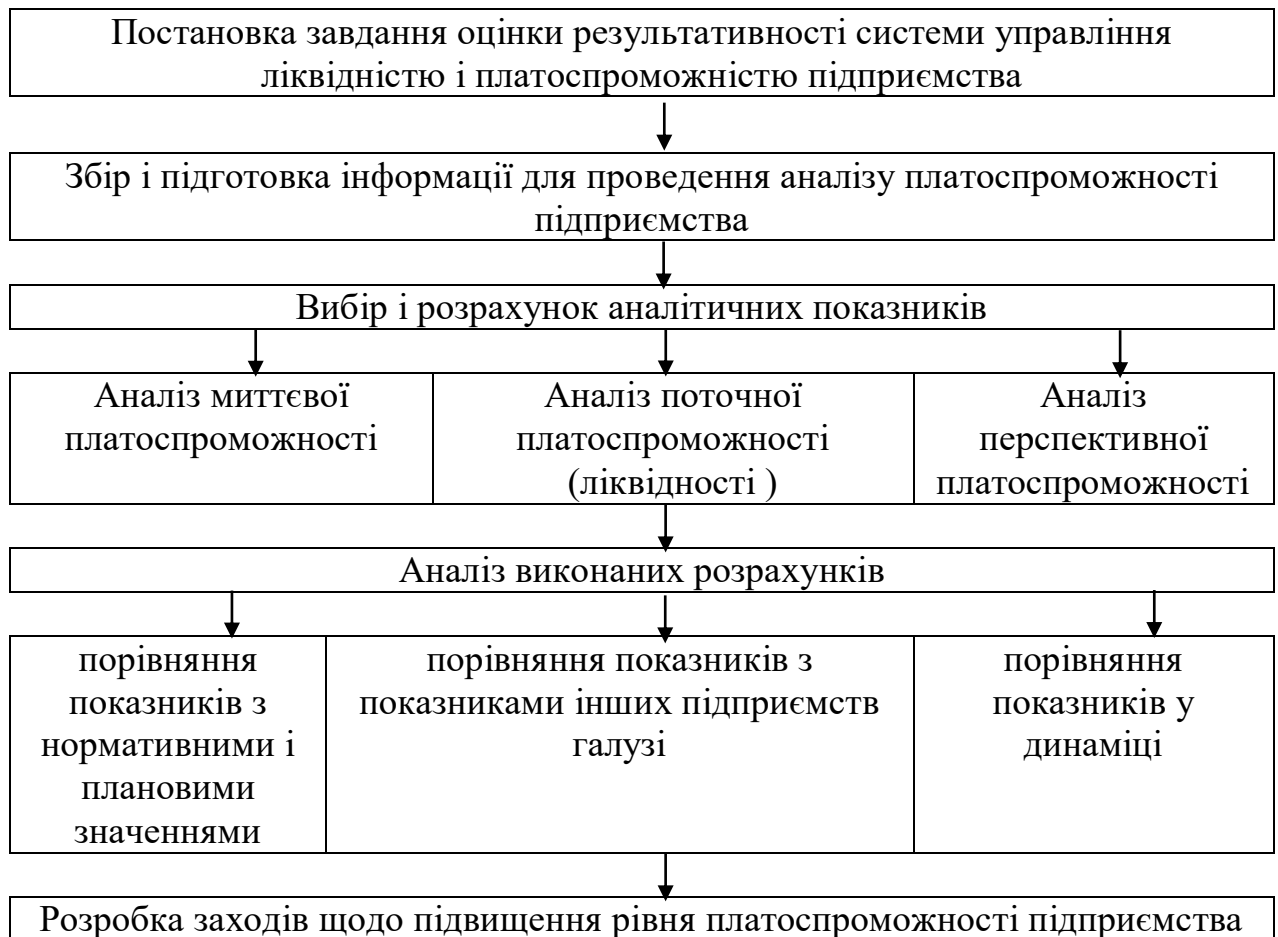 Постановка завдання оцінки результативності системи управління
ліквідністю і платоспроможністю підприємства
Збір і підготовка інформації для проведення аналізу платоспроможності
підприємства
Вибір і розрахунок аналітичних показників
Аналіз миттєвої
платоспроможності
Аналіз поточної
платоспроможності
(ліквідності )
Аналіз
перспективної
платоспроможності
Аналіз виконаних розрахунків
порівняння
показників з
нормативними і
плановими
значеннями
порівняння показників з
показниками інших підприємств
галузі
порівняння
показників у
динаміці
Розробка заходів щодо підвищення рівня платоспроможності підприємства